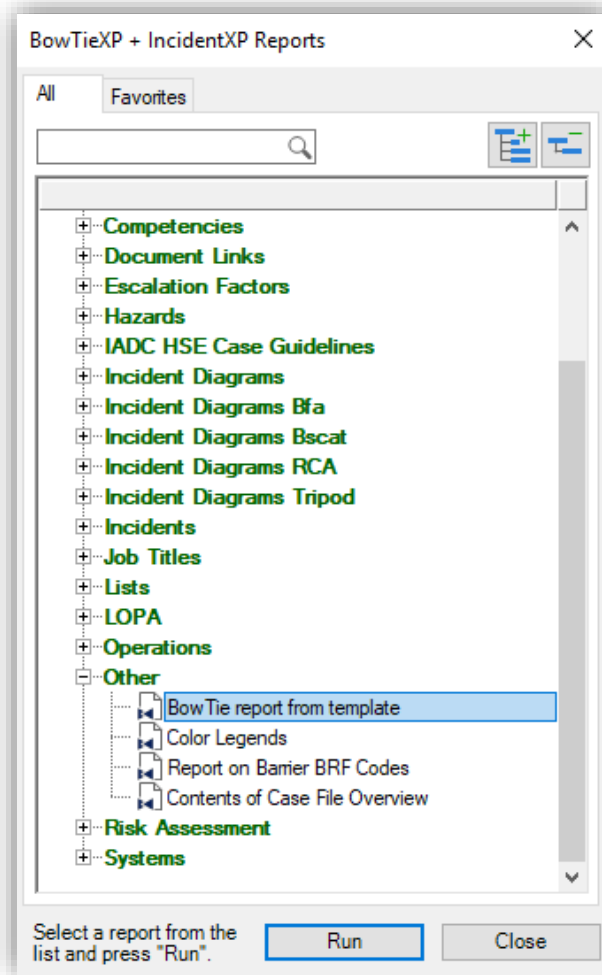 BowTieXP + IncidentXP Reports
All
Favorites
Competencies
Document Links
Escalation Factors
Hazards
IADC HSE Case Guidelines
Incident Diagrams
Incident Diagrams Bfa
Incident Diagrams Bscat
Incident Diagrams RCA
Incident Diagrams Tripod
Incidents
Job Titles
Lists
LOPA
Operations
Other
BowTie report from template
Color Legends
Report on Barrier BRF Codes
Contents of Case File Overview
Risk Assessment
Systems
Select a report from the
list and press "Run".
Run
Close